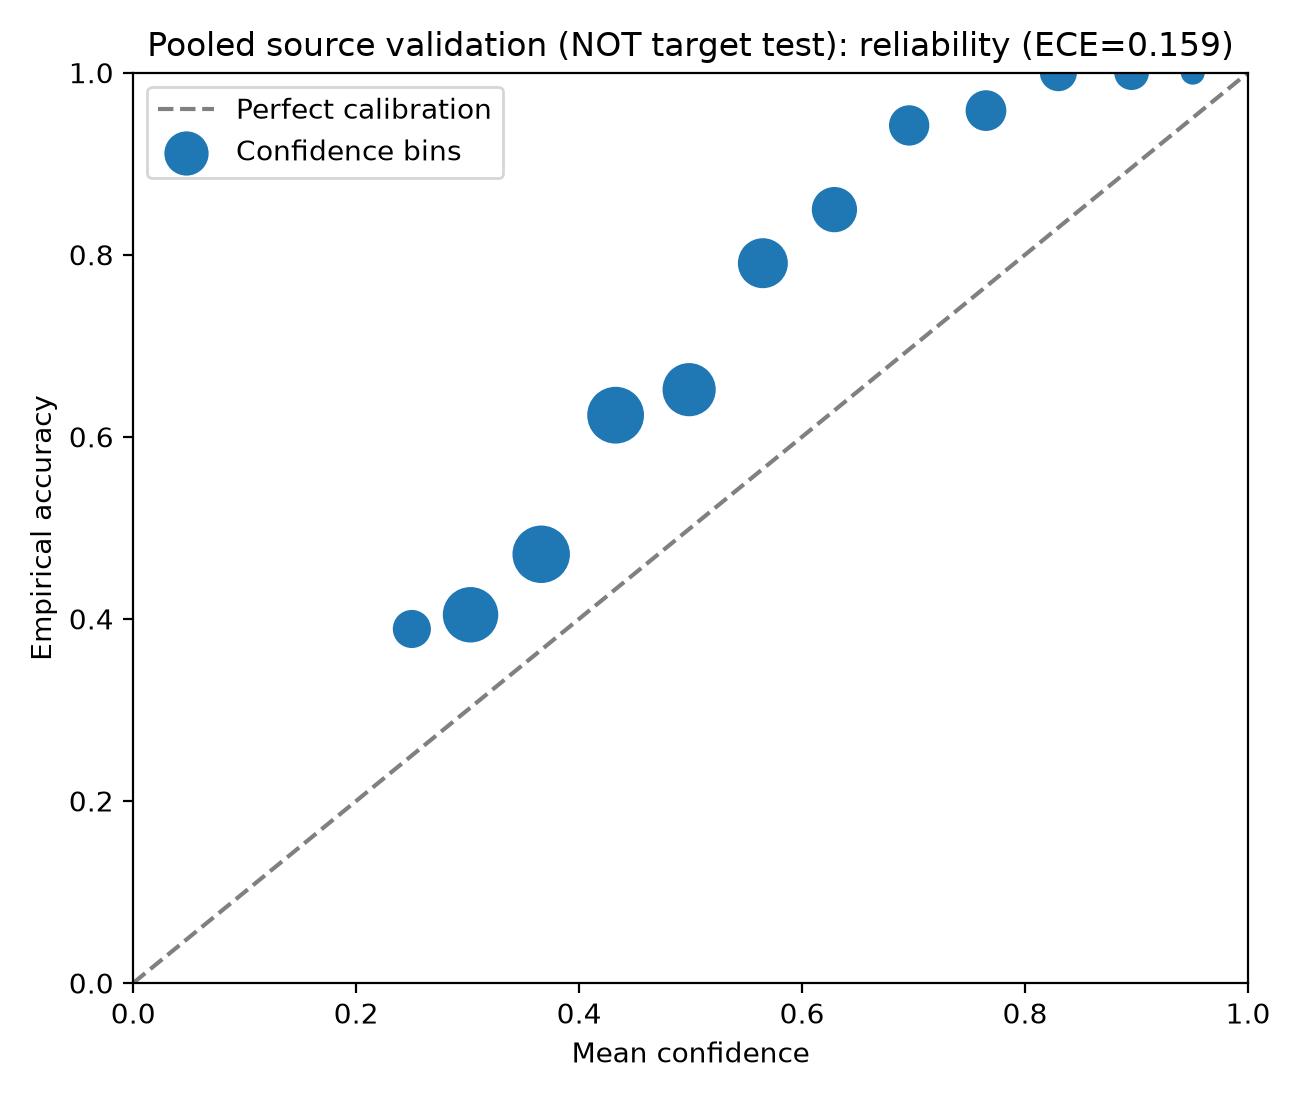 Pooled source validation (NOT target test): reliability (ECE=0.159)
Perfect calibration
Confidence bins
Empirical accuracy
1.0
0.8
0.6
0.4
0.2
0.0
0.0 0.2 0.4 0.6 0.8 1.0
Mean confidence